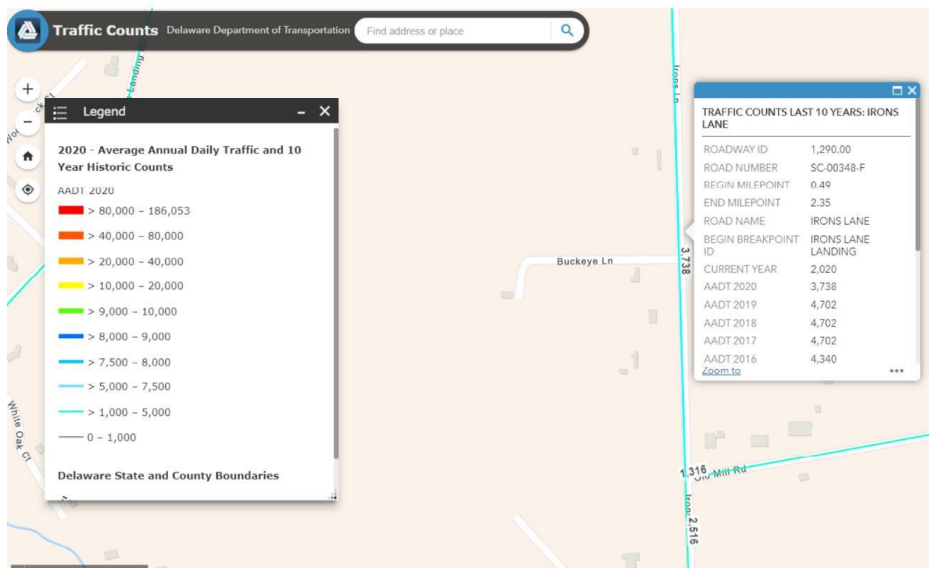 Traffic Counts Delaware Department of Transportation
Find address or place
Legend
2020 - Average Annual Daily Traffic and 10
Year Historic Counts
AADT 2020
> 80,000 – 186,053
> 40,000 – 80,000
> 20,000 – 40,000
> 10,000 – 20,000
> 9,000 – 10,000
> 8,000 – 9,000
> 7,500 – 8,000
> 5,000 – 7,500
> 1,000 – 5,000
0 – 1,000
Delaware State and County Boundaries
Landing
White Oak Ct
Buckeye Ln
Irons Ln
3,738
1,316
Mill Rd
2,516
TRAFFIC COUNTS LAST 10 YEARS: IRONS
LANE
ROADWAY ID 1,290.00
ROAD NUMBER SC-00348-F
BEGIN MILEPOINT 0.49
END MILEPOINT 2.35
ROAD NAME IRONS LANE
BEGIN BREAKPOINT IRONS LANE
ID LANDING
CURRENT YEAR 2,020
AADT 2020 3,738
AADT 2019 4,702
AADT 2018 4,702
AADT 2017 4,702
AADT 2016 4,340
Zoom to